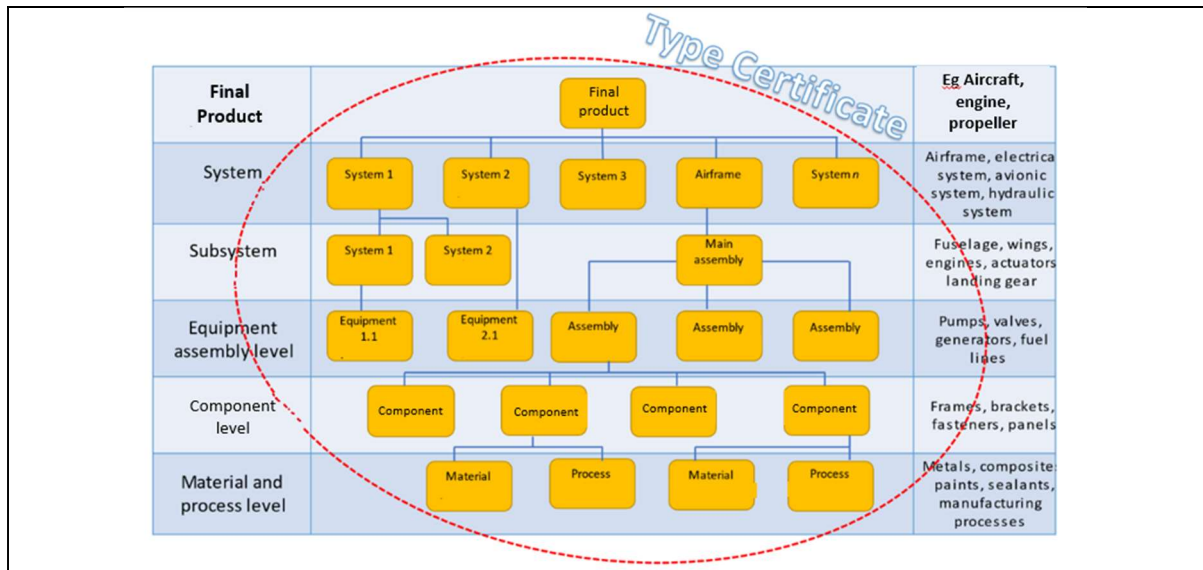 Type Certificate
Final
Product
Final
product
Eg Aircraft,
engine,
propeller
System
System 1
System 2
System 3
Airframe
System n
Airframe, electrica
system, avionic
system, hydraulic
system
Subsystem
System 1
System 2
Main
assembly
Fuselage, wings,
engines, actuators
landing gear
Equipment
assembly level
Equipment
1.1
Equipment
2.1
Assembly
Assembly
Assembly
Pumps, valves,
generators, fuel
lines
Component
level
Component
Component
Component
Component
Frames, brackets,
fasteners, panels
Material and
process level
Material
Process
Material
Process
Metals, composite
paints, sealants,
manufacturing
processes